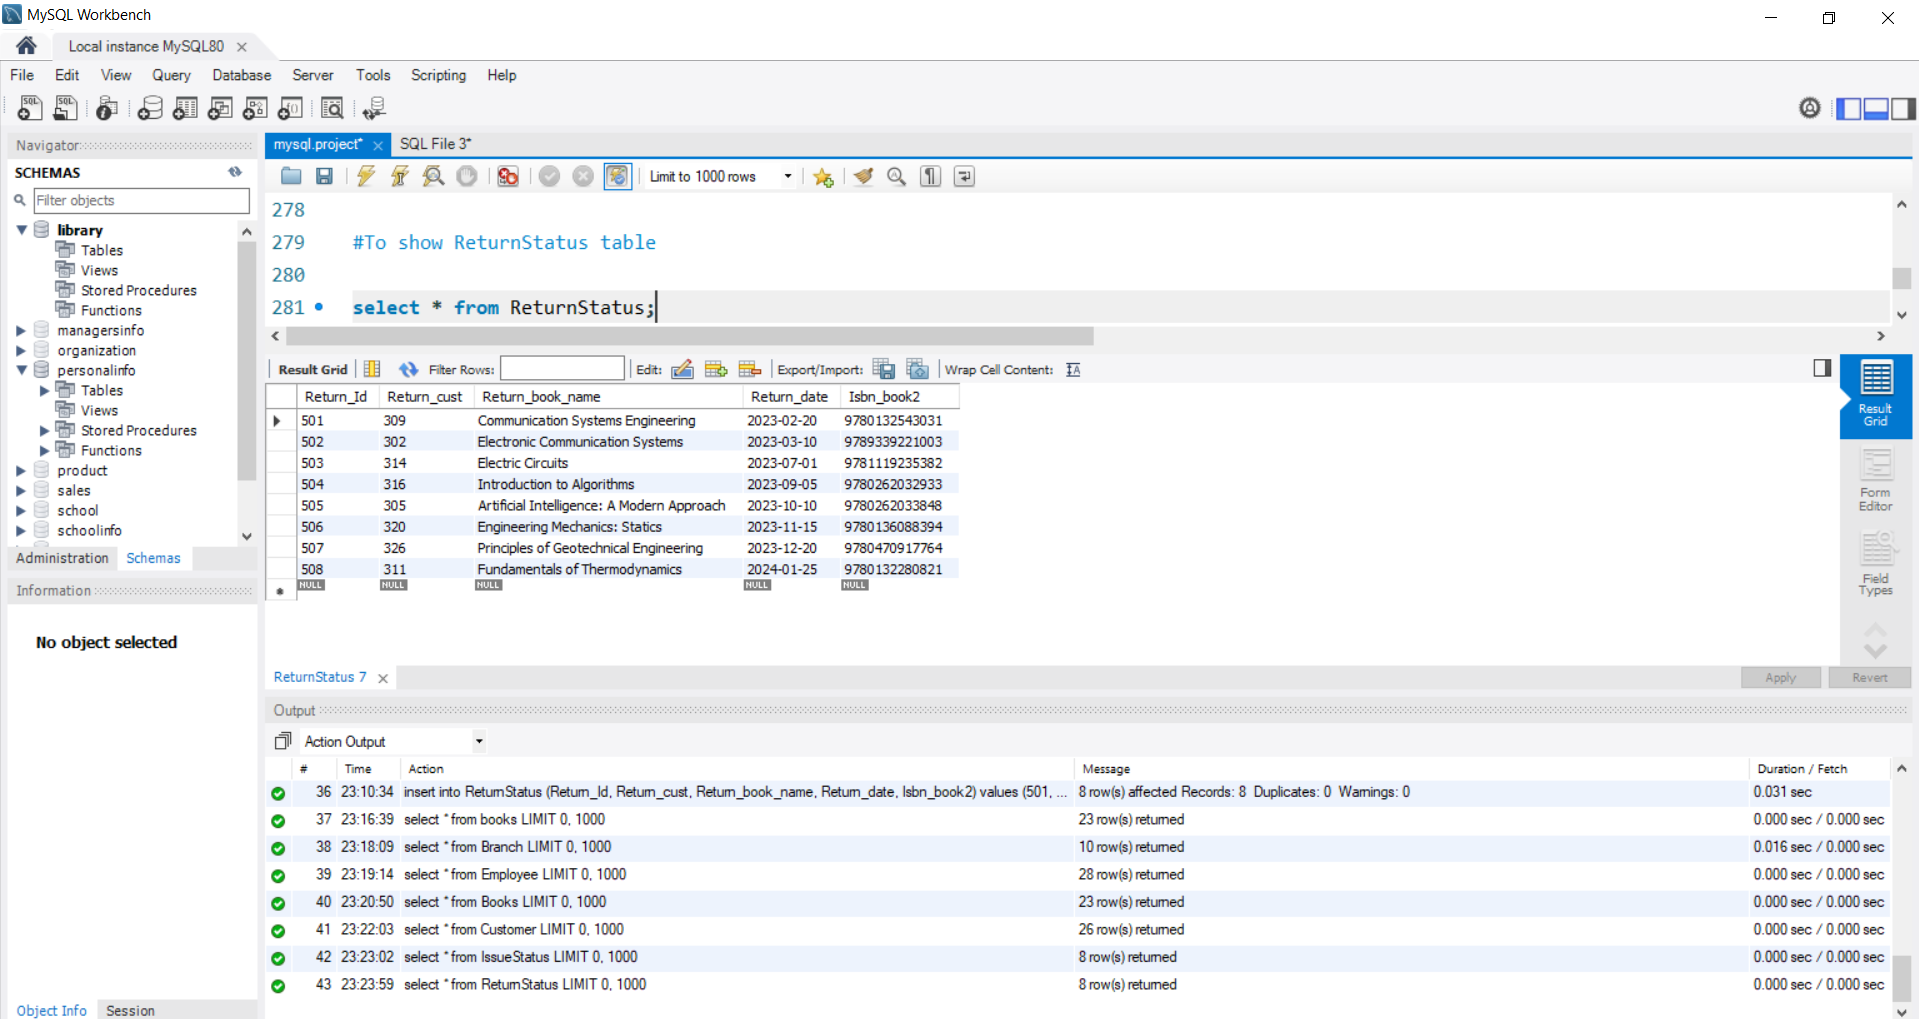 MySQL Workbench
Local instance MySQL80
File Edit View Query Database Server Tools Scripting Help
Navigator
SCHEMAS
Filter objects
library
Tables
Views
Stored Procedures
Functions
managersinfo
organization
personalinfo
Tables
Views
Stored Procedures
Functions
product
sales
school
schoolinfo
Administration Schemas
Information
No object selected
Object Info Session
mysql.project* SQL File 3*
Limit to 1000 rows
278
279 #To show ReturnStatus table
280
281 select * from ReturnStatus;
Result Grid Filter Rows: Edit: Export/Import: Wrap Cell Content:
Return_Id Return_cust Return_book_name Return_date Isbn_book2
501 309 Communication Systems Engineering 2023-02-20 9780132543031
502 302 Electronic Communication Systems 2023-03-10 9789339221003
503 314 Electric Circuits 2023-07-01 9781119235382
504 316 Introduction to Algorithms 2023-09-05 9780262032933
505 305 Artificial Intelligence: A Modern Approach 2023-10-10 9780262033848
506 320 Engineering Mechanics: Statics 2023-11-15 9780136088394
507 326 Principles of Geotechnical Engineering 2023-12-20 9780470917764
508 311 Fundamentals of Thermodynamics 2024-01-25 9780132280821
NULL NULL NULL NULL NULL
Result Grid
Form Editor
Field Types
ReturnStatus 7
Apply Revert
Output
Action Output
# Time Action Message Duration / Fetch
36 23:10:34 insert into ReturnStatus (Return_Id, Return_cust, Return_book_name, Return_date, Isbn_book2) values (501, ... 8 row(s) affected Records: 8 Duplicates: 0 Warnings: 0 0.031 sec
37 23:16:39 select * from books LIMIT 0, 1000 23 row(s) returned 0.000 sec / 0.000 sec
38 23:18:09 select * from Branch LIMIT 0, 1000 10 row(s) returned 0.016 sec / 0.000 sec
39 23:19:14 select * from Employee LIMIT 0, 1000 28 row(s) returned 0.000 sec / 0.000 sec
40 23:20:50 select * from Books LIMIT 0, 1000 23 row(s) returned 0.000 sec / 0.000 sec
41 23:22:03 select * from Customer LIMIT 0, 1000 26 row(s) returned 0.000 sec / 0.000 sec
42 23:23:02 select * from IssueStatus LIMIT 0, 1000 8 row(s) returned 0.000 sec / 0.000 sec
43 23:23:59 select * from ReturnStatus LIMIT 0, 1000 8 row(s) returned 0.000 sec / 0.000 sec